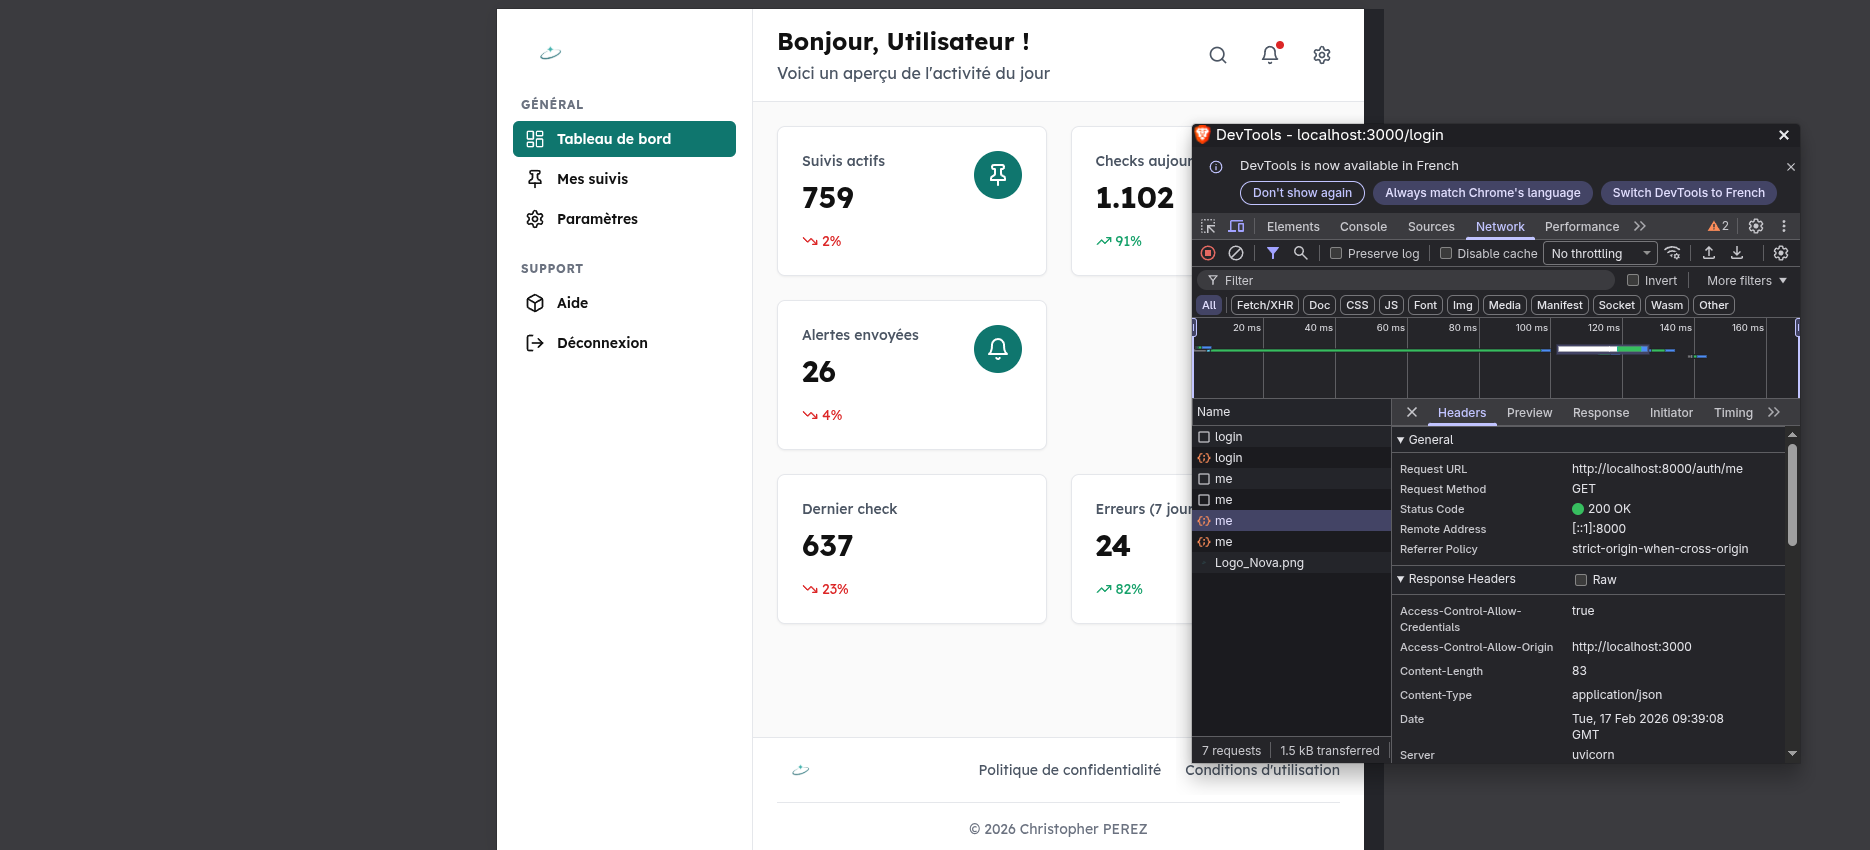 Bonjour, Utilisateur !
Voici un aperçu de l'activité du jour
GÉNÉRAL
Tableau de bord
Mes suivis
Paramètres
SUPPORT
Aide
Déconnexion
Suivis actifs
759
2%
Checks aujour
1.102
91%
Alertes envoyées
26
4%
Dernier check
637
23%
Erreurs (7 jour
24
82%
Politique de confidentialité Conditions d'utilisation
© 2026 Christopher PEREZ
DevTools - localhost:3000/login
DevTools is now available in French
Don't show again Always match Chrome's language Switch DevTools to French
Elements Console Sources Network Performance 2
Preserve log Disable cache No throttling
Filter Invert More filters
All Fetch/XHR Doc CSS JS Font Img Media Manifest Socket Wasm Other
20 ms 40 ms 60 ms 80 ms 100 ms 120 ms 140 ms 160 ms
Name
login
login
me
me
me
me
Logo_Nova.png
7 requests 1.5 kB transferred
Headers Preview Response Initiator Timing
General
Request URL http://localhost:8000/auth/me
Request Method GET
Status Code 200 OK
Remote Address [::1]:8000
Referrer Policy strict-origin-when-cross-origin
Response Headers Raw
Access-Control-Allow- true
Credentials
Access-Control-Allow-Origin http://localhost:3000
Content-Length 83
Content-Type application/json
Date Tue, 17 Feb 2026 09:39:08
GMT
Server uvicorn